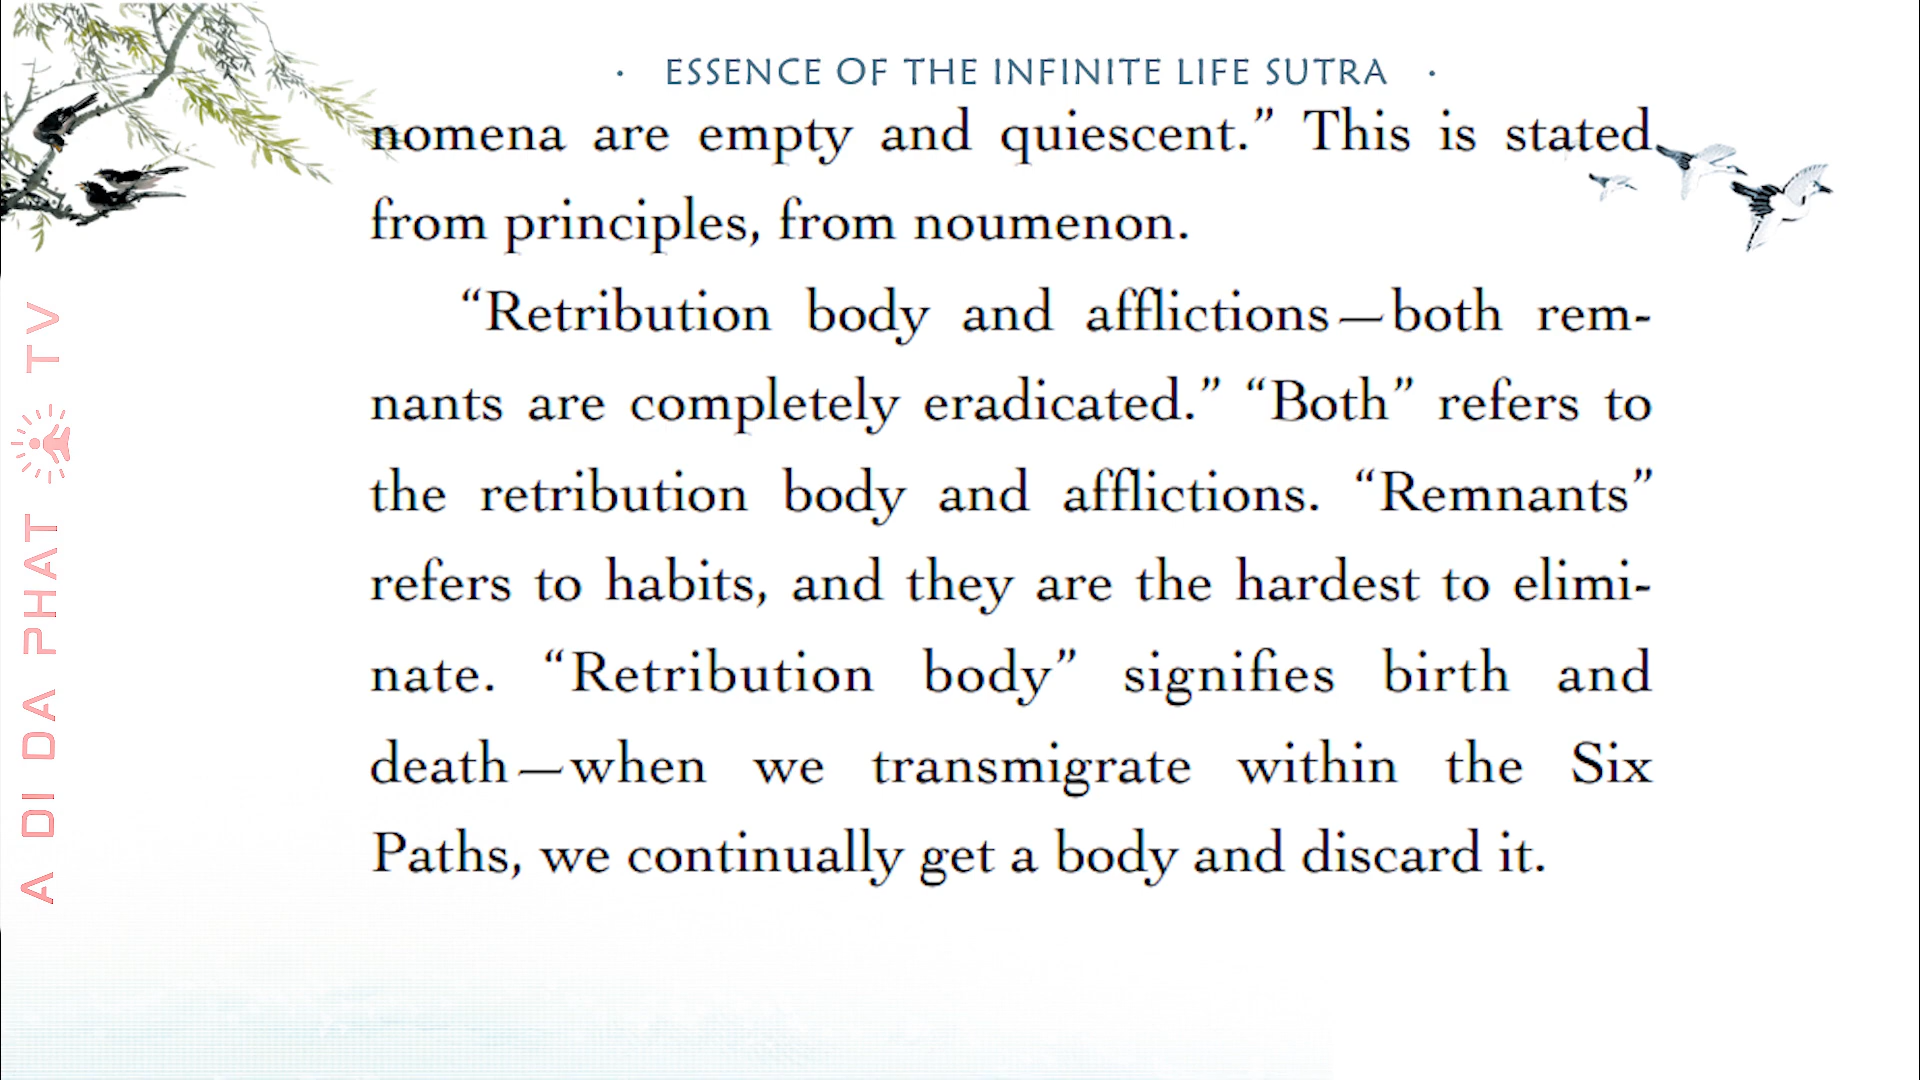 · ESSENCE OF THE INFINITE LIFE SUTRA ·
nomena are empty and quiescent.” This is stated
from principles, from noumenon.
“Retribution body and afflictions—both rem-
nants are completely eradicated.” “Both” refers to
the retribution body and afflictions. “Remnants”
refers to habits, and they are the hardest to elimi-
nate. “Retribution body” signifies birth and
death—when we transmigrate within the Six
Paths, we continually get a body and discard it.
A DI DA PHAT TV